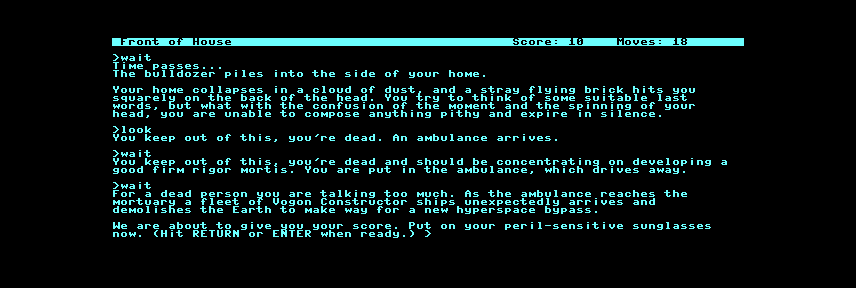 Front of House Score: 10 Moves: 18
>wait
Time passes...
The bulldozer piles into the side of your home.
Your home collapses in a cloud of dust, and a stray flying brick hits you
squarely on the back of the head. You try to think of some suitable last
words, but what with the confusion of the moment and the spinning of your
head, you are unable to compose anything pithy and expire in silence.
>look
You keep out of this, you're dead. An ambulance arrives.
>wait
You keep out of this, you're dead and should be concentrating on developing a
good firm rigor mortis. You are put in the ambulance, which drives away.
>wait
For a dead person you are talking too much. As the ambulance reaches the
mortuary a fleet of Vogon Constructor ships unexpectedly arrives and
demolishes the Earth to make way for a new hyperspace bypass.
We are about to give you your score. Put on your peril-sensitive sunglasses
now. (Hit RETURN or ENTER when ready.) >